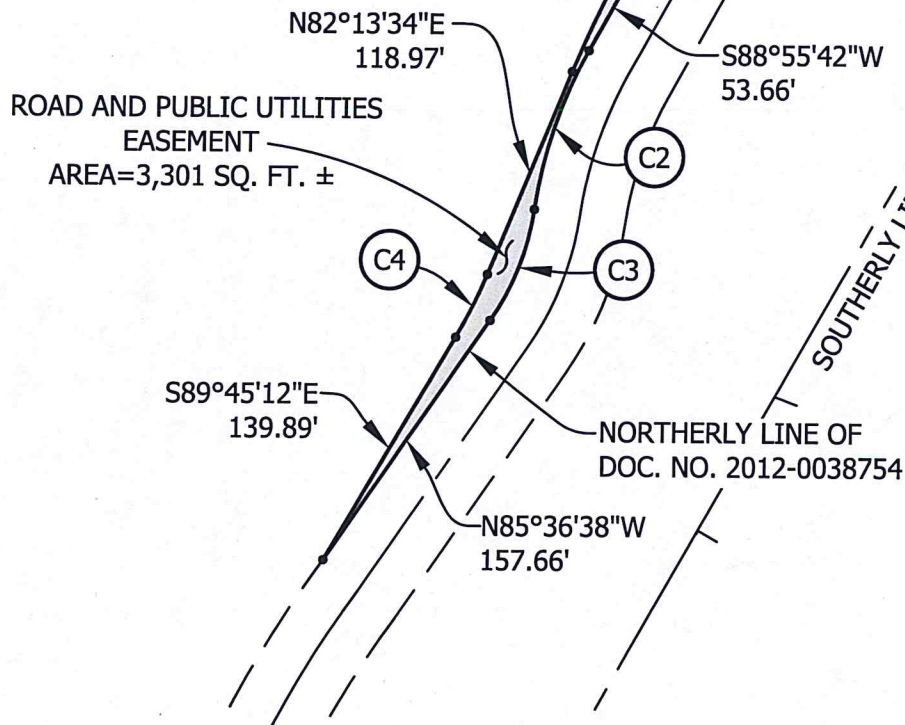 N82°13'34"E
118.97'
S88°55'42"W
53.66'
ROAD AND PUBLIC UTILITIES
EASEMENT
AREA=3,301 SQ. FT. ±
C2
C4
C3
SOUTHERLY
S89°45'12"E
139.89'
NORTHERLY LINE OF
DOC. NO. 2012-0038754
N85°36'38"W
157.66'